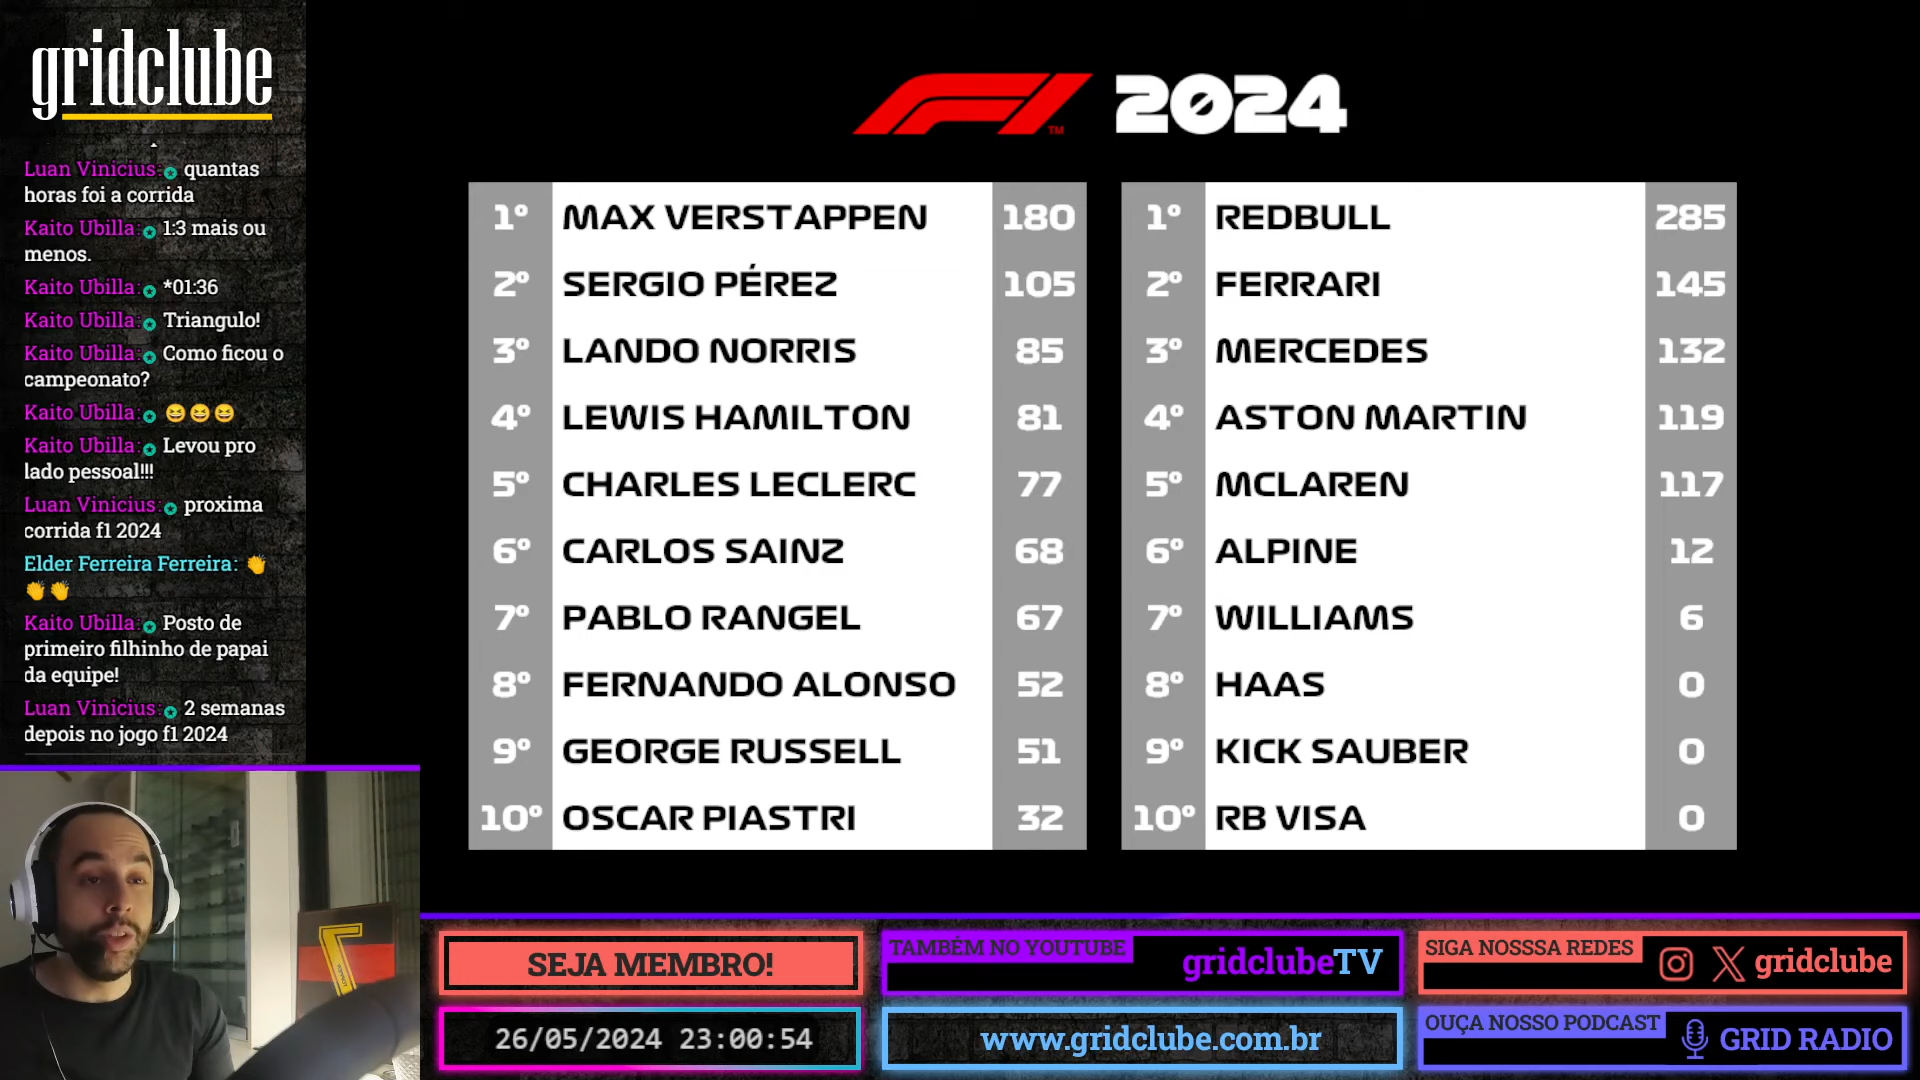 gridclube
Luan Vinicius: quantas
horas foi a corrida
Kaito Ubilla: 1:3 mais ou
menos.
Kaito Ubilla: *01:36
Kaito Ubilla: Triangulo!
Kaito Ubilla: Como ficou o
campeonato?
Kaito Ubilla: 😆😆😆
Kaito Ubilla: Levou pro
lado pessoal!!!
Luan Vinicius: proxima
corrida f1 2024
Elder Ferreira Ferreira: 👏
👏👏
Kaito Ubilla: Posto de
primeiro filhinho de papai
da equipe!
Luan Vinicius: 2 semanas
depois no jogo f1 2024
F1 ™ 2024
1º MAX VERSTAPPEN 180
2º SERGIO PÉREZ 105
3º LANDO NORRIS 85
4º LEWIS HAMILTON 81
5º CHARLES LECLERC 77
6º CARLOS SAINZ 68
7º PABLO RANGEL 67
8º FERNANDO ALONSO 52
9º GEORGE RUSSELL 51
10º OSCAR PIASTRI 32
1º REDBULL 285
2º FERRARI 145
3º MERCEDES 132
4º ASTON MARTIN 119
5º MCLAREN 117
6º ALPINE 12
7º WILLIAMS 6
8º HAAS 0
9º KICK SAUBER 0
10º RB VISA 0
SEJA MEMBRO!
26/05/2024 23:00:54
TAMBÉM NO YOUTUBE
gridclubeTV
www.gridclube.com.br
SIGA NOSSSA REDES
gridclube
OUÇA NOSSO PODCAST
GRID RADIO